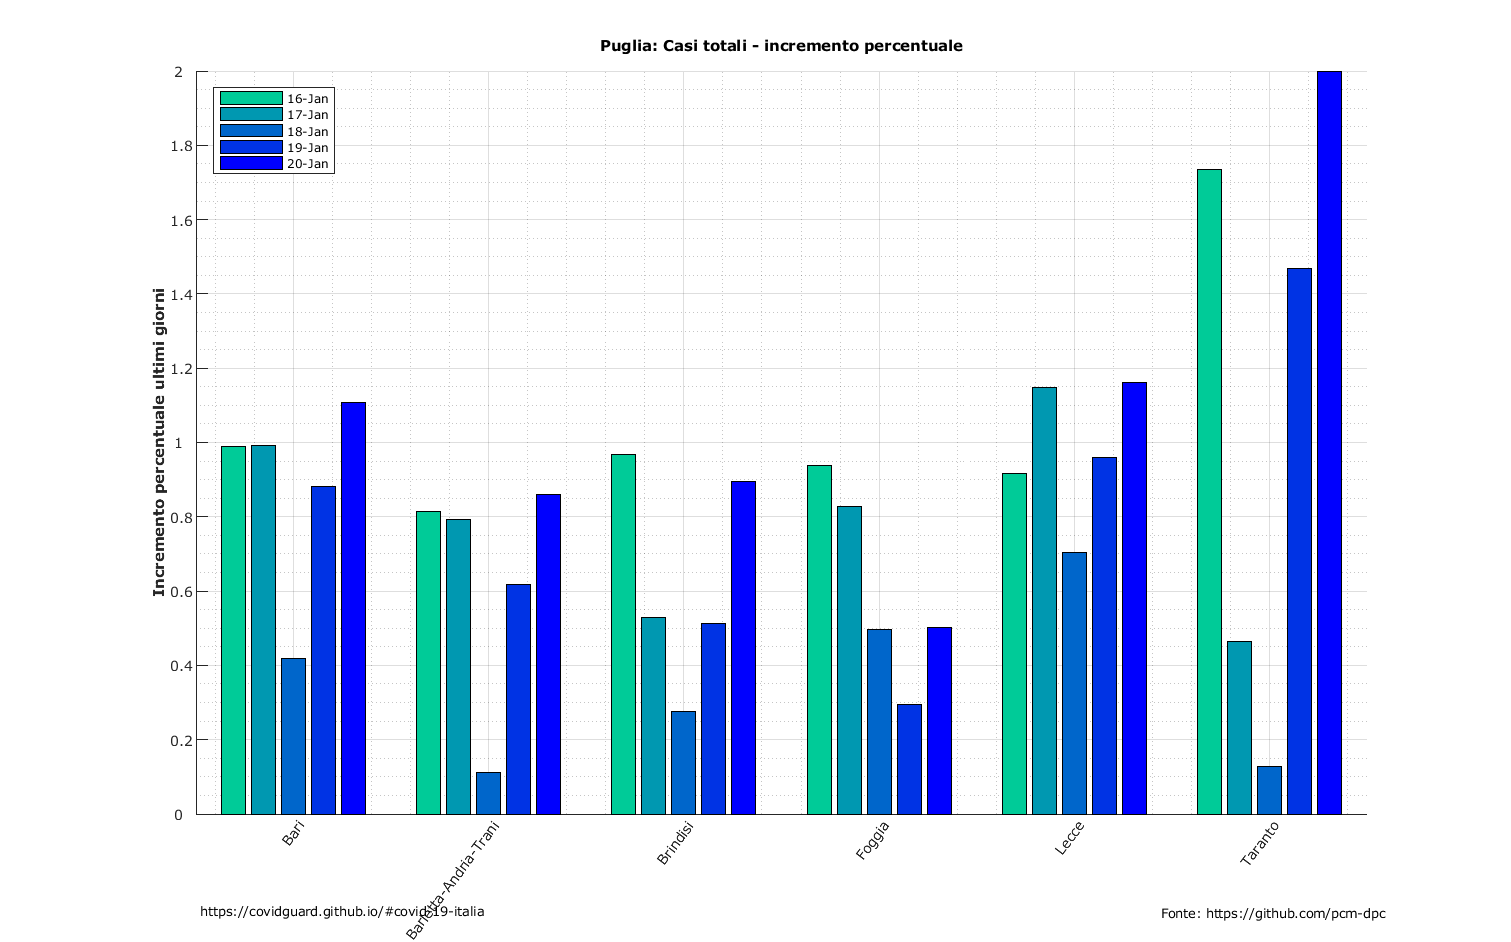 Puglia: Casi totali - incremento percentuale
16-Jan
17-Jan
18-Jan
19-Jan
20-Jan
Incremento percentuale ultimi giorni
2
1.8
1.6
1.4
1.2
1
0.8
0.6
0.4
0.2
0
Bari
Barletta-Andria-Trani
Brindisi
Foggia
Lecce
Taranto
https://covidguard.github.io/#covid-19-italia
Fonte: https://github.com/pcm-dpc